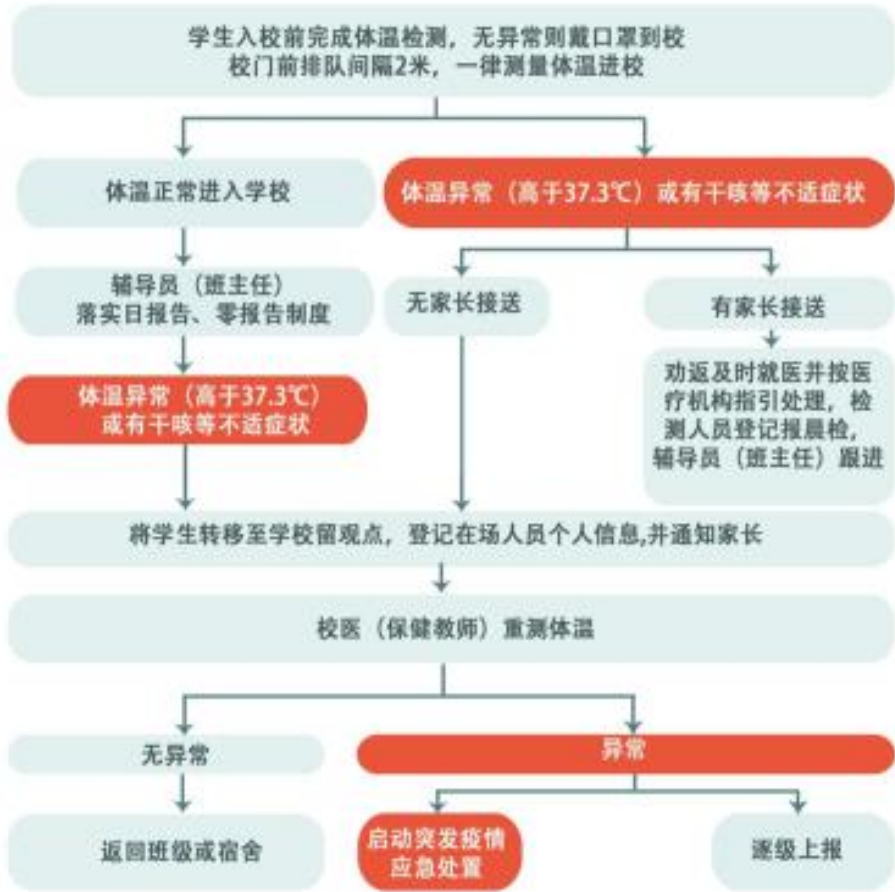 学生入校前完成体温检测，无异常则戴口罩到校
校门前排队间隔2米，一律测量体温进校
体温正常进入学校
体温异常（高于37.3℃）或有干咳等不适症状
辅导员（班主任）
落实日报告、零报告制度
无家长接送
有家长接送
体温异常（高于37.3℃）
或有干咳等不适症状
劝返及时就医并按医
疗机构指引处理，检
测人员登记报晨检，
辅导员（班主任）跟进
将学生转移至学校留观点，登记在场人员个人信息,并通知家长
校医（保健教师）重测体温
无异常
异常
返回班级或宿舍
启动突发疫情
应急处置
逐级上报